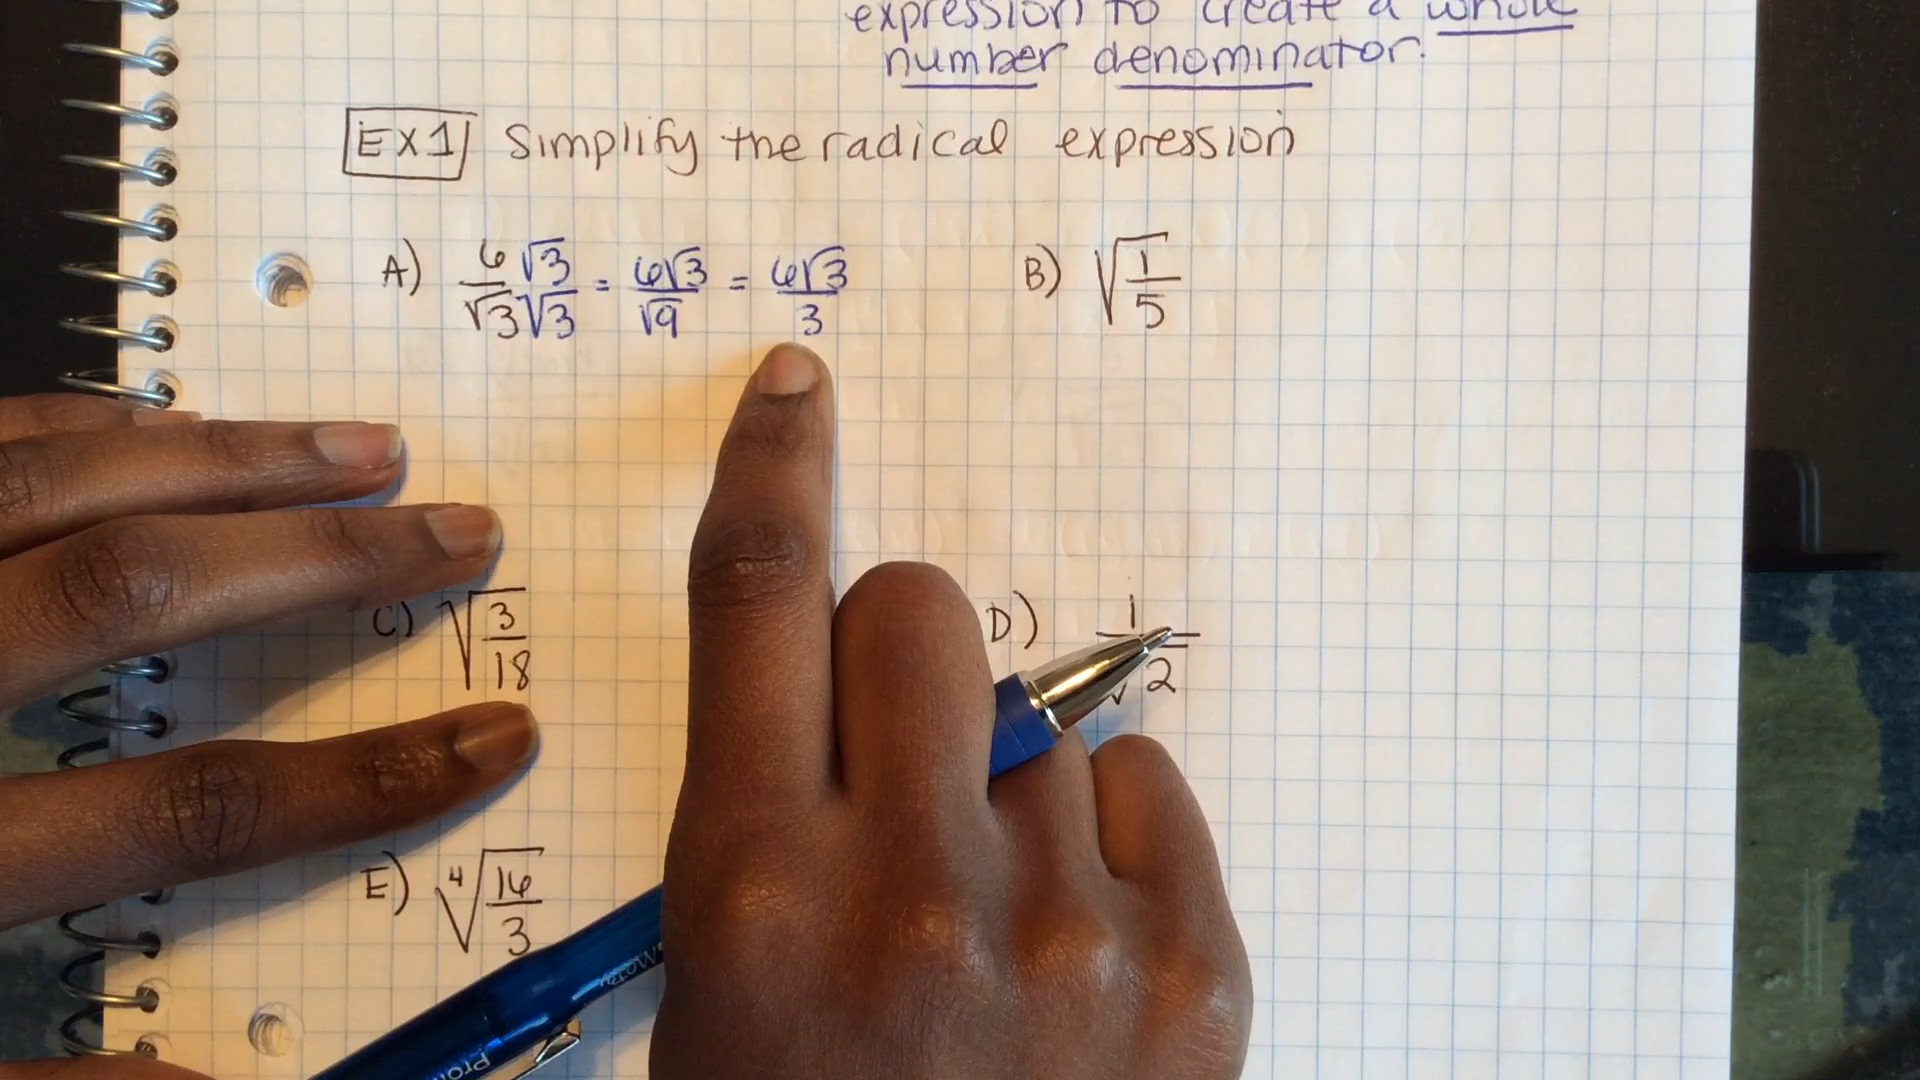 expression to create a whole
number denominator.
EX1 Simplify the radical expression
A) 6/√3 √3/√3 = 6√3/√9 = 6√3/3
B) √(1/5)
C) √(3/18)
D) 1/√2
E) ⁴√(16/3)